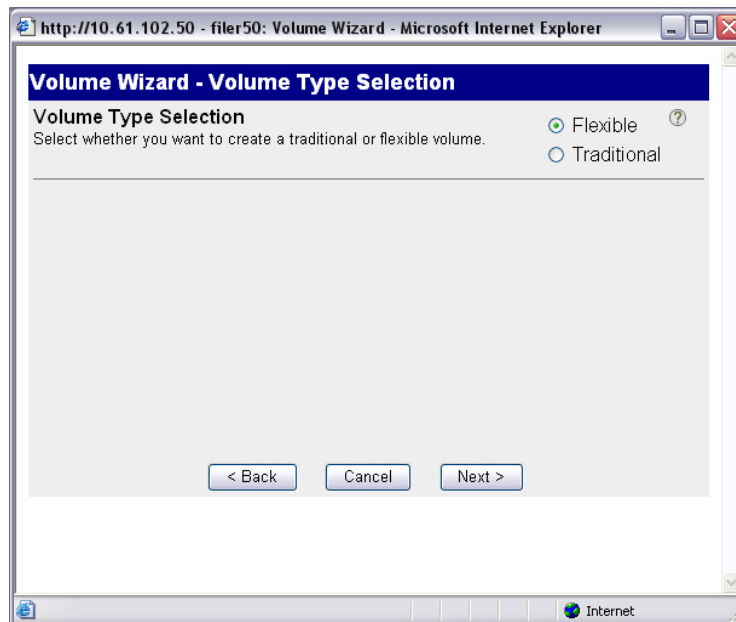 http://10.61.102.50 - filer50: Volume Wizard - Microsoft Internet Explorer
Volume Wizard - Volume Type Selection
Volume Type Selection
Select whether you want to create a traditional or flexible volume.
Flexible
?
Traditional
< Back
Cancel
Next >
Internet